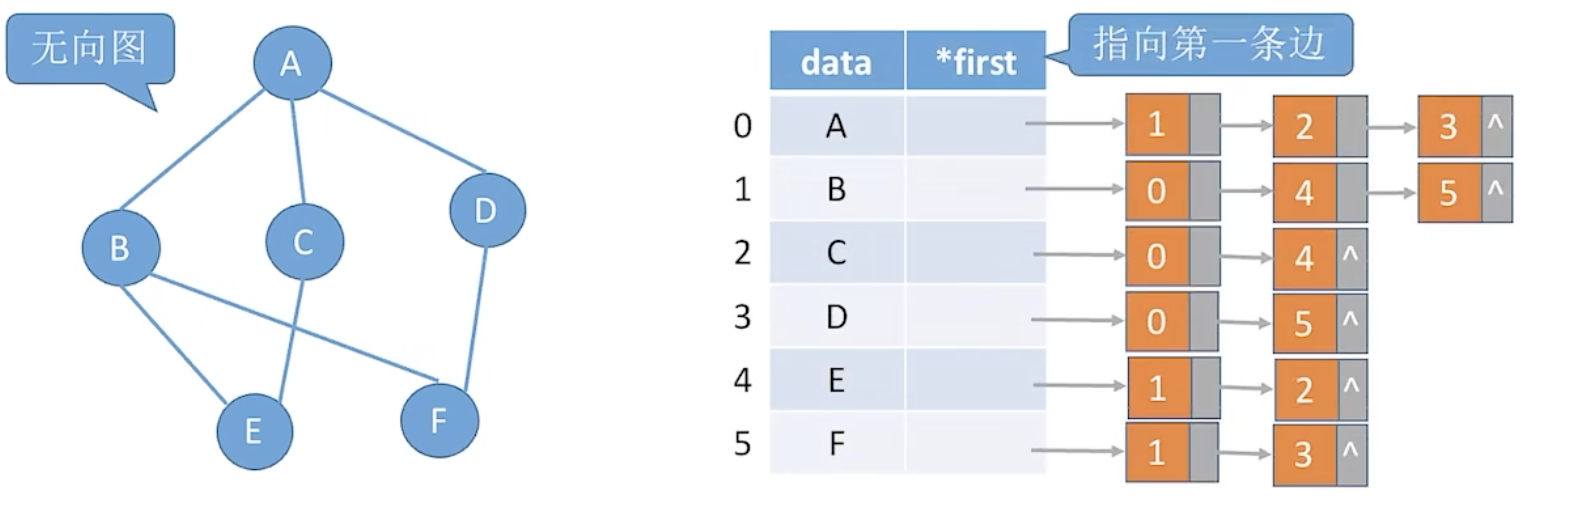 无向图
A
B
C
D
E
F
指向第一条边
data *first
0 A 1 2 3 ^
1 B 0 4 5 ^
2 C 0 4 ^
3 D 0 5 ^
4 E 1 2 ^
5 F 1 3 ^